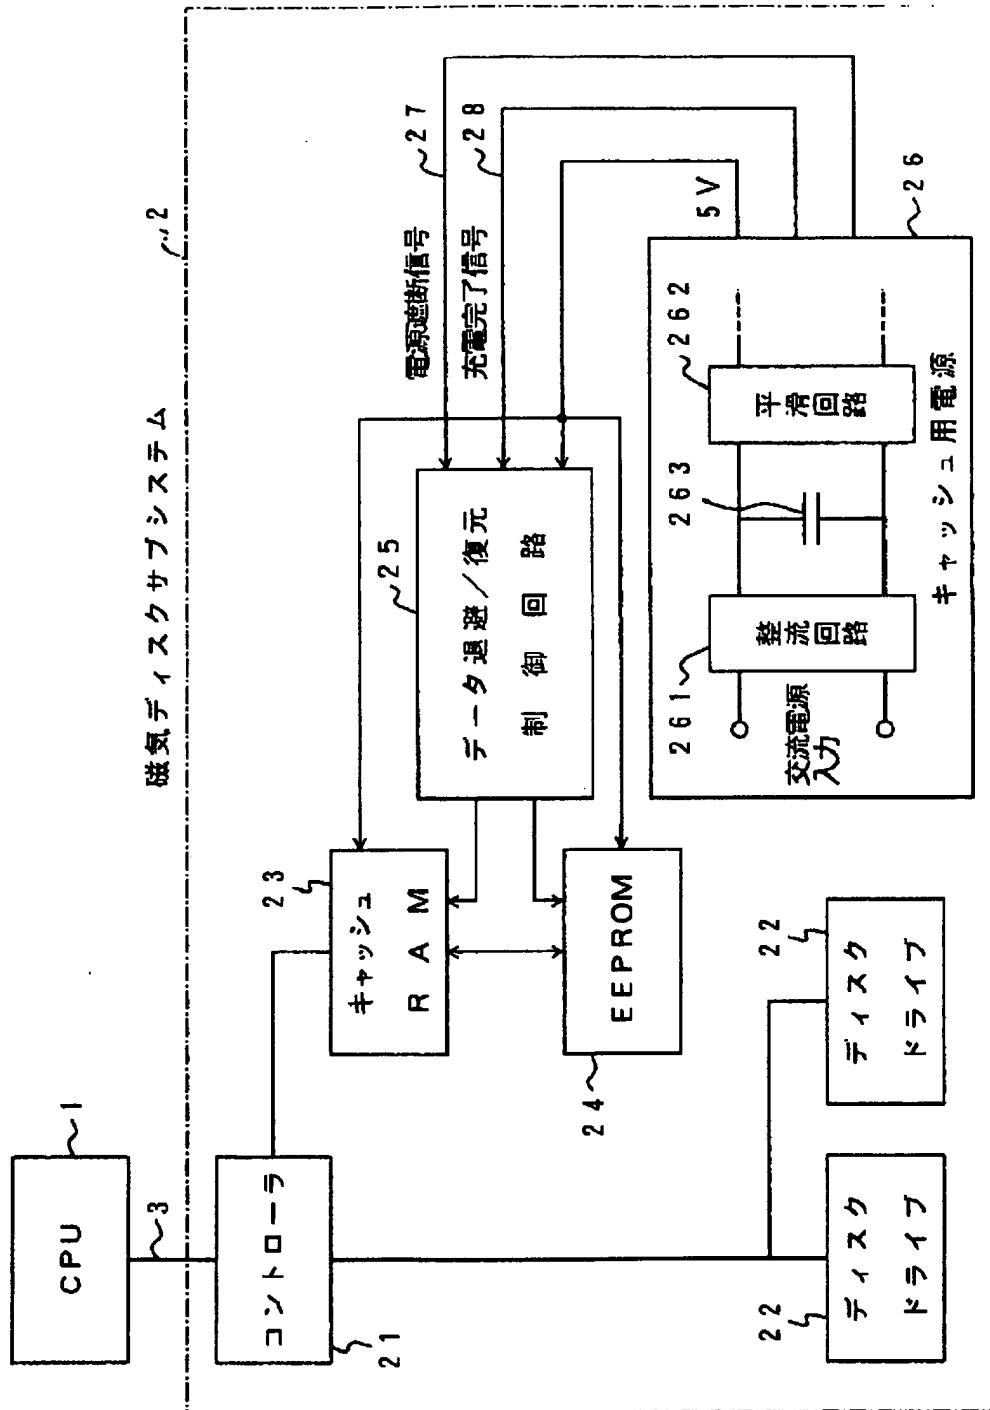 磁気ディスクサブシステム
2
CPU
1
3
コントローラ
21
キャッシュ
RAM
23
EEPROM
24
データ退避/復元
制御回路
25
電源遮断信号
27
充電完了信号
28
5V
26
交流電源
入力
整流回路
261
263
平滑回路
262
キャッシュ用電源
ディスク
ドライブ
22
ディスク
ドライブ
22